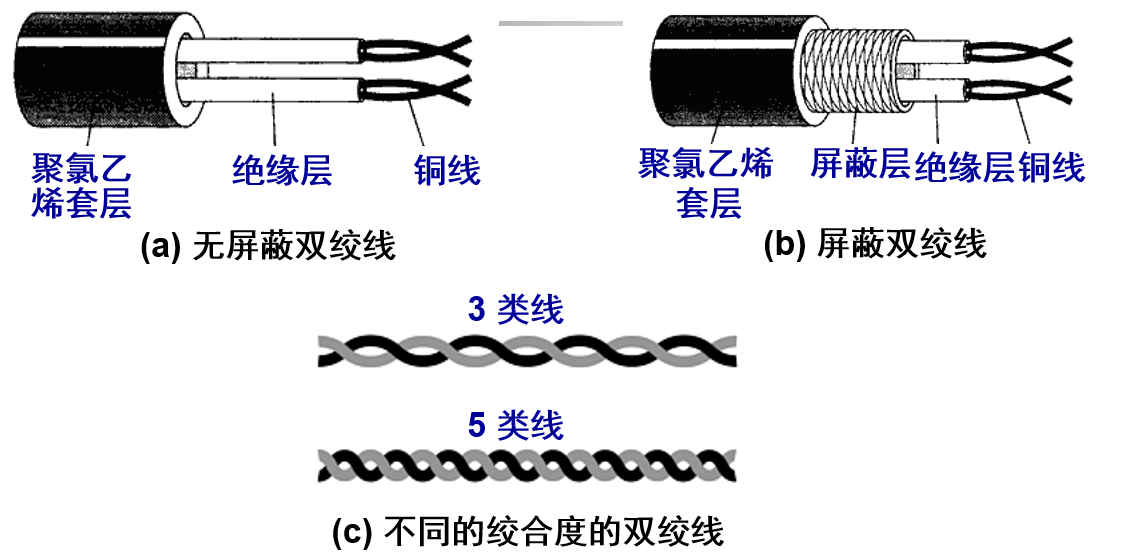 聚氯乙
烯套层
绝缘层
铜线
(a) 无屏蔽双绞线
聚氯乙烯
套层
屏蔽层
绝缘层
铜线
(b) 屏蔽双绞线
3 类线
5 类线
(c) 不同的绞合度的双绞线